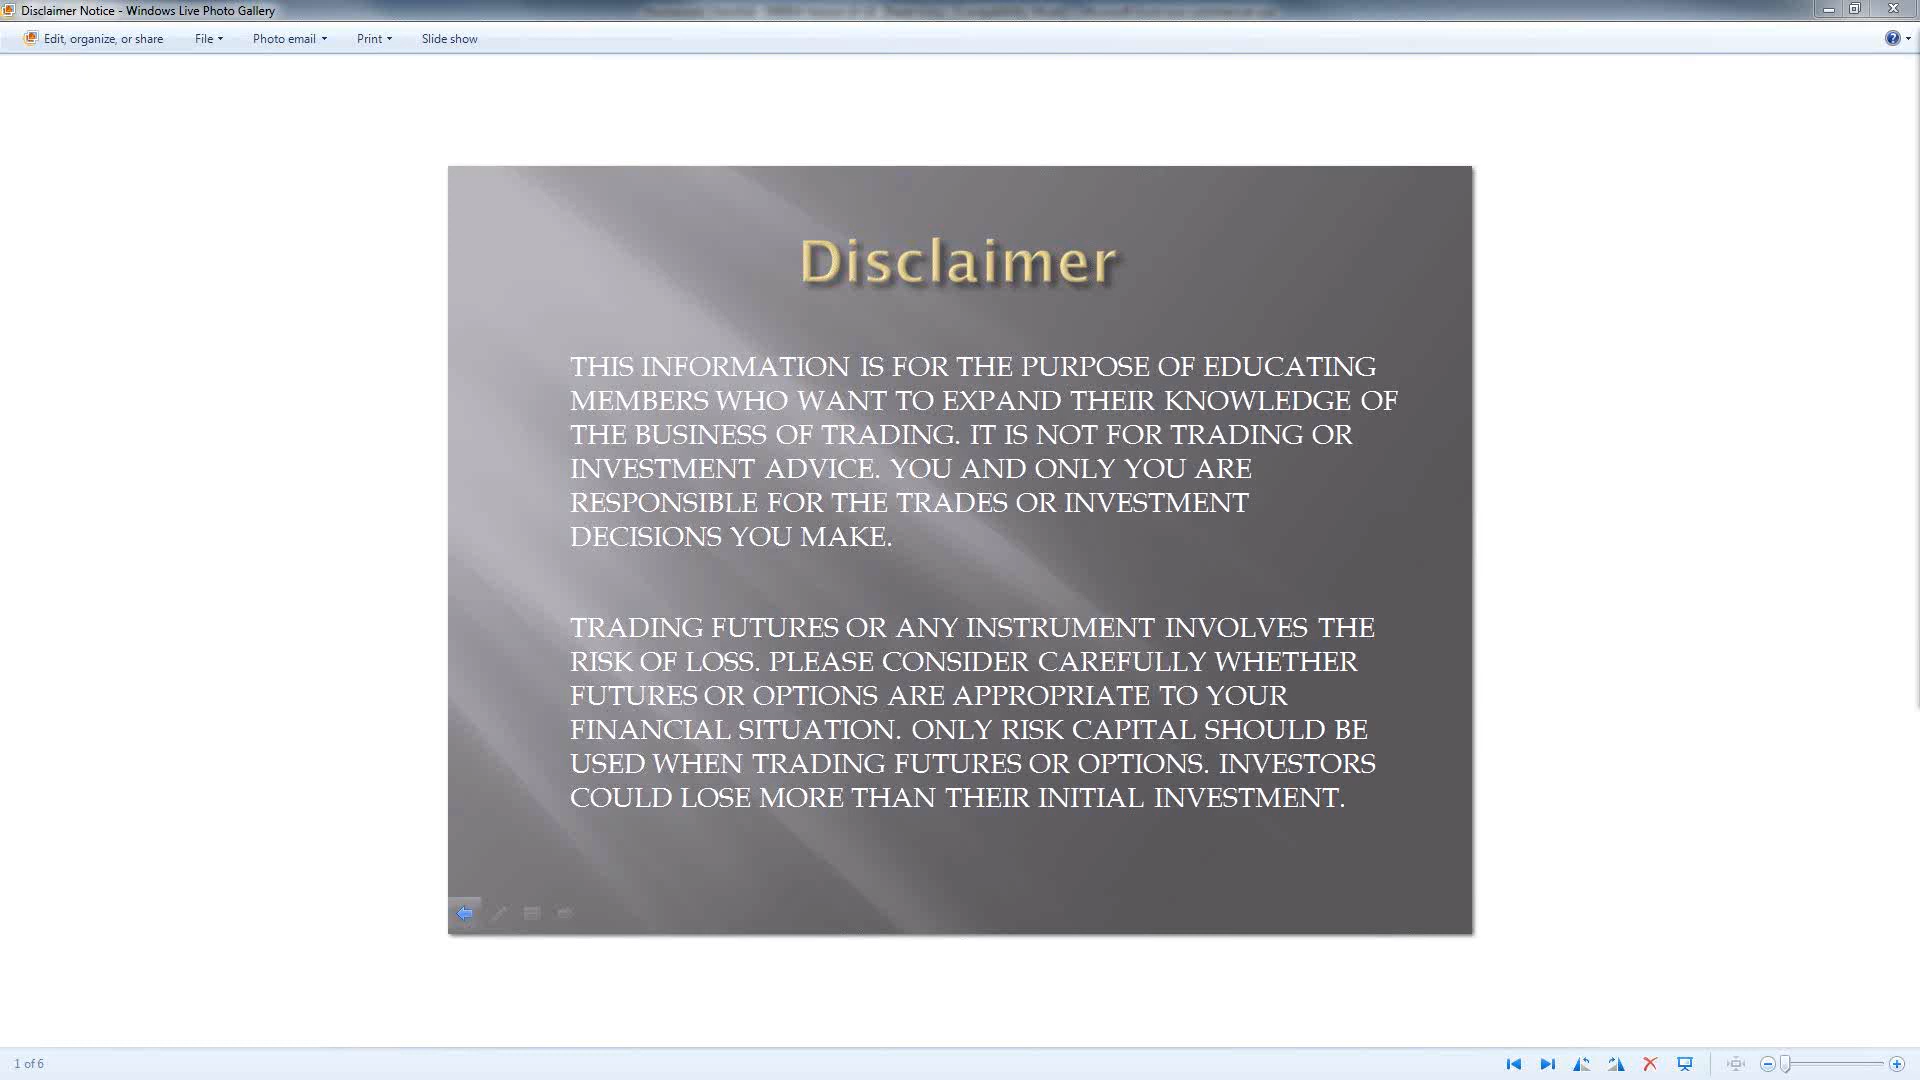 Disclaimer Notice - Windows Live Photo Gallery
Edit, organize, or share File Photo email Print Slide show
Disclaimer
THIS INFORMATION IS FOR THE PURPOSE OF EDUCATING
MEMBERS WHO WANT TO EXPAND THEIR KNOWLEDGE OF
THE BUSINESS OF TRADING. IT IS NOT FOR TRADING OR
INVESTMENT ADVICE. YOU AND ONLY YOU ARE
RESPONSIBLE FOR THE TRADES OR INVESTMENT
DECISIONS YOU MAKE.
TRADING FUTURES OR ANY INSTRUMENT INVOLVES THE
RISK OF LOSS. PLEASE CONSIDER CAREFULLY WHETHER
FUTURES OR OPTIONS ARE APPROPRIATE TO YOUR
FINANCIAL SITUATION. ONLY RISK CAPITAL SHOULD BE
USED WHEN TRADING FUTURES OR OPTIONS. INVESTORS
COULD LOSE MORE THAN THEIR INITIAL INVESTMENT.
1 of 6